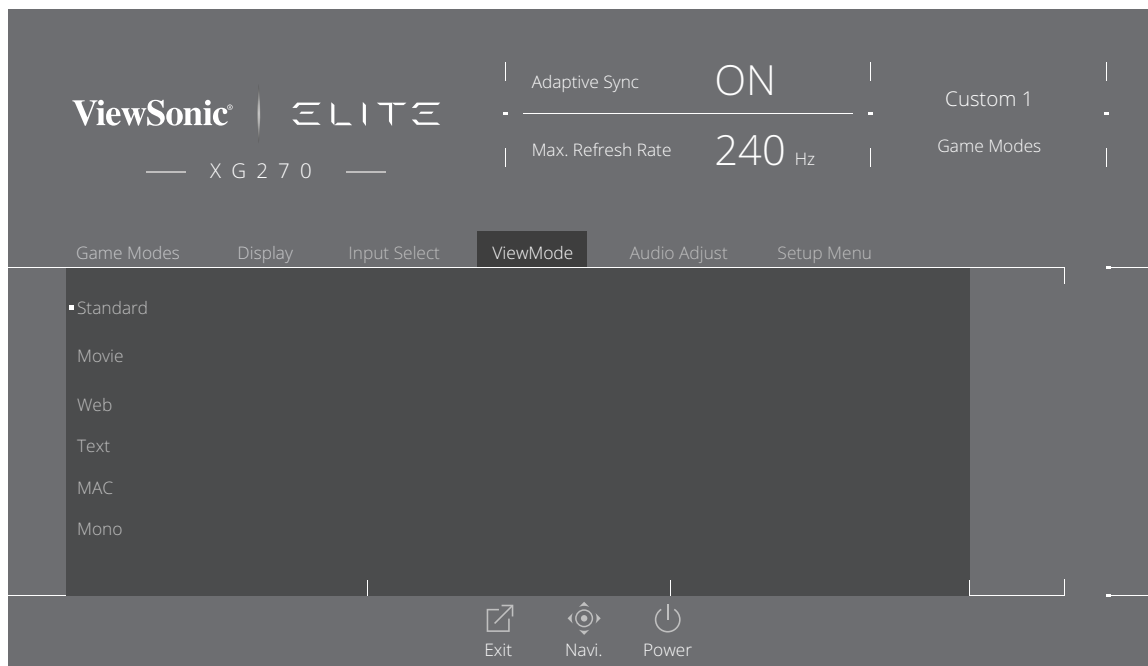 ViewSonic® ELITE
XG270
Adaptive Sync ON
Max. Refresh Rate 240 Hz
Custom 1
Game Modes
Game Modes Display Input Select ViewMode Audio Adjust Setup Menu
Standard
Movie
Web
Text
MAC
Mono
Exit Navi. Power